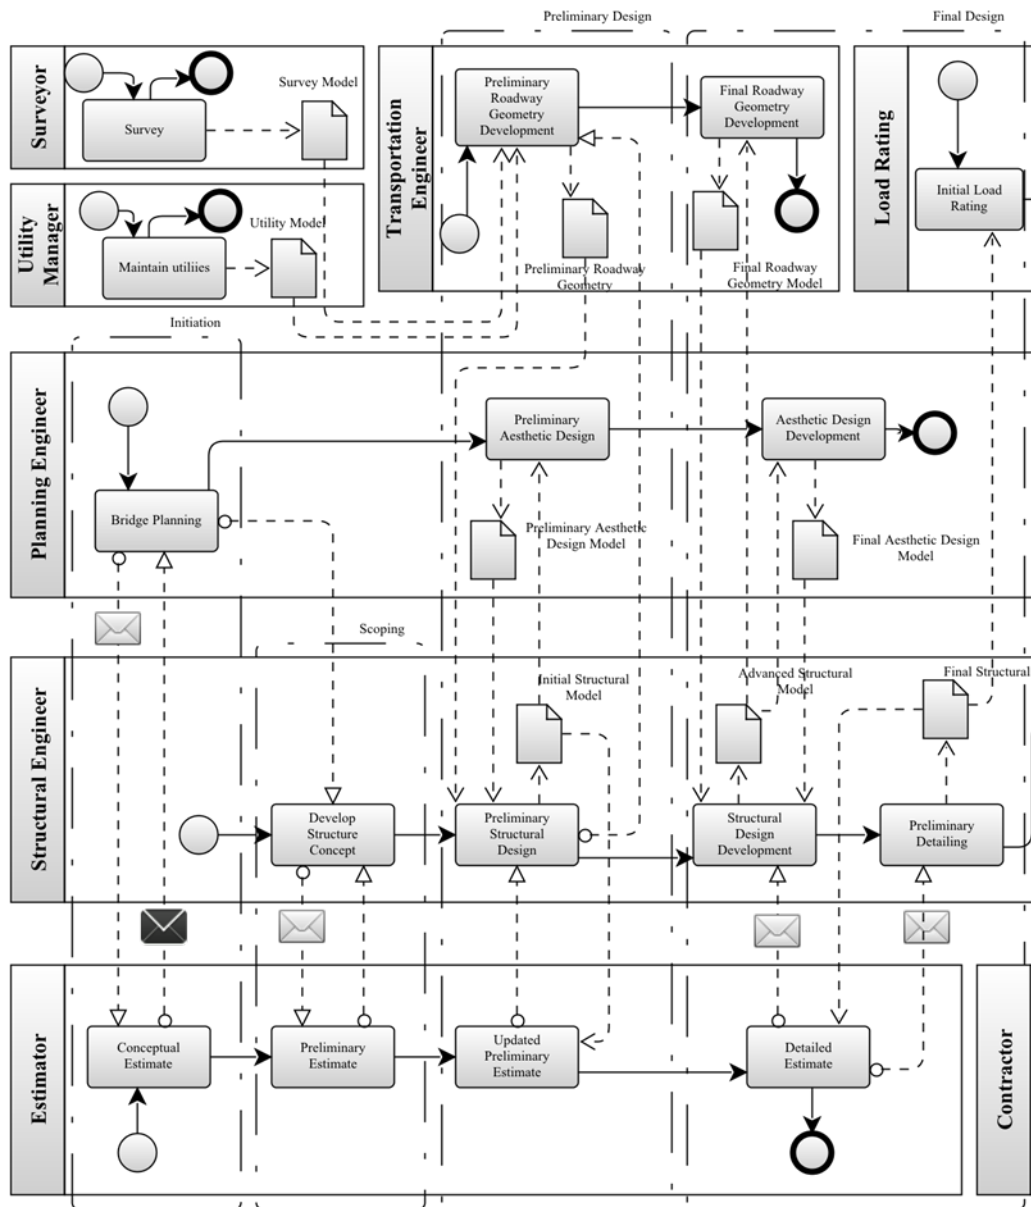 Preliminary Design
Final Design
Surveyor
Survey
Survey Model
Utility
Manager
Maintain utiliies
Utility Model
Transportation
Engineer
Preliminary
Roadway
Geometry
Development
Preliminary Roadway
Geometry
Final Roadway
Geometry
Development
Final Roadway
Geometry Model
Load Rating
Initial Load
Rating
Initiation
Planning Engineer
Bridge Planning
Preliminary
Aesthetic Design
Preliminary Aesthetic
Design Model
Aesthetic Design
Development
Final Aesthetic Design
Model
Scoping
Structural Engineer
Develop
Structure
Concept
Initial Structural
Model
Preliminary
Structural
Design
Advanced Structural
Model
Structural
Design
Development
Final Structural
Preliminary
Detailing
Estimator
Conceptual
Estimate
Preliminary
Estimate
Updated
Preliminary
Estimate
Detailed
Estimate
Contractor